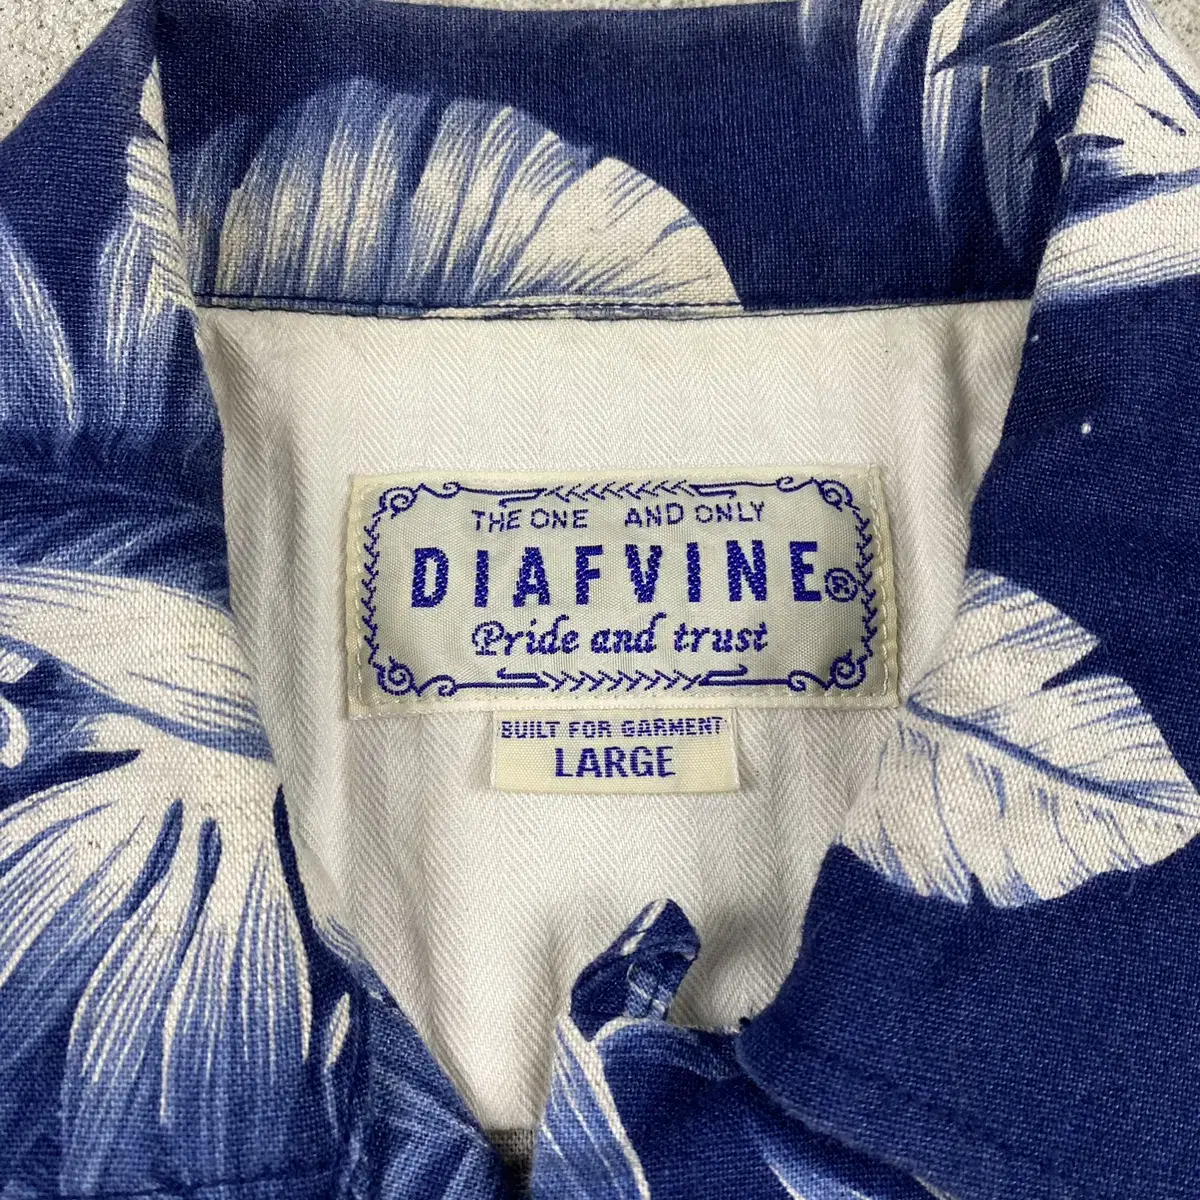 THE ONE AND ONLY
DIAFVINE®
Pride and trust
BUILT FOR GARMENT
LARGE